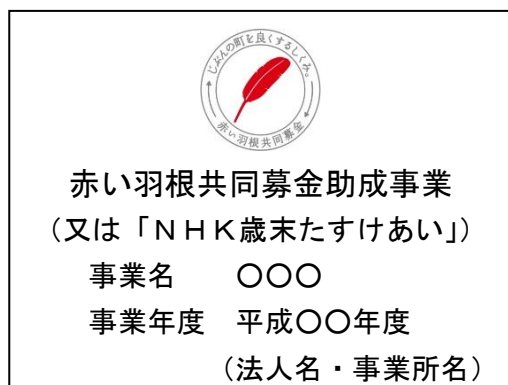 じぶんの町を良くするしくみ。
赤い羽根共同募金
赤い羽根共同募金助成事業
（又は「ＮＨＫ歳末たすけあい」）
事業名　〇〇〇
事業年度　平成〇〇年度
（法人名・事業所名）